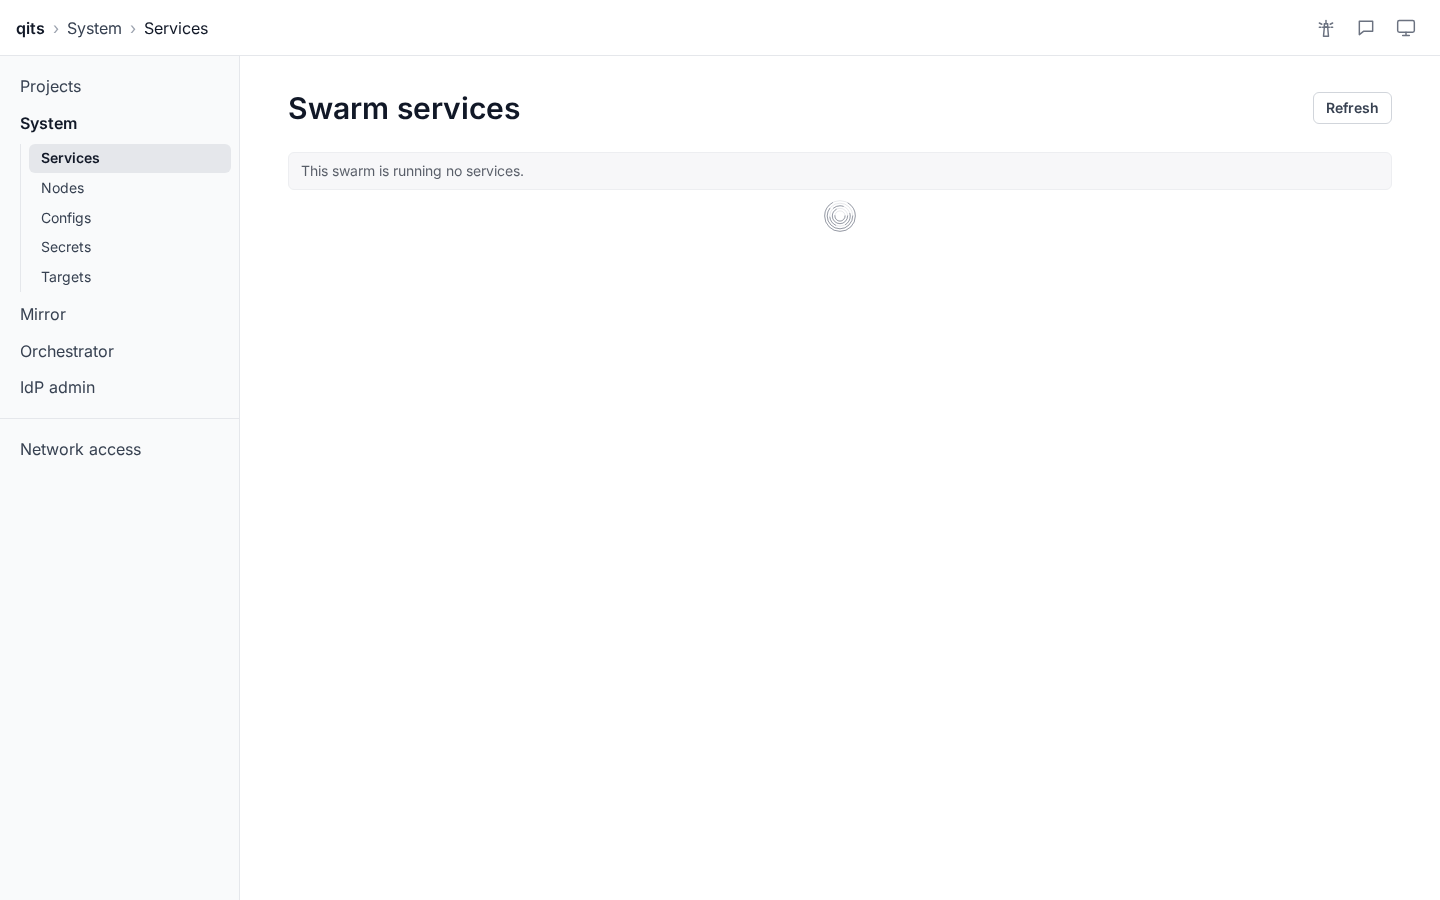 qits › System › Services
Projects
System
Services
Nodes
Configs
Secrets
Targets
Mirror
Orchestrator
IdP admin
Network access
Swarm services
Refresh
This swarm is running no services.